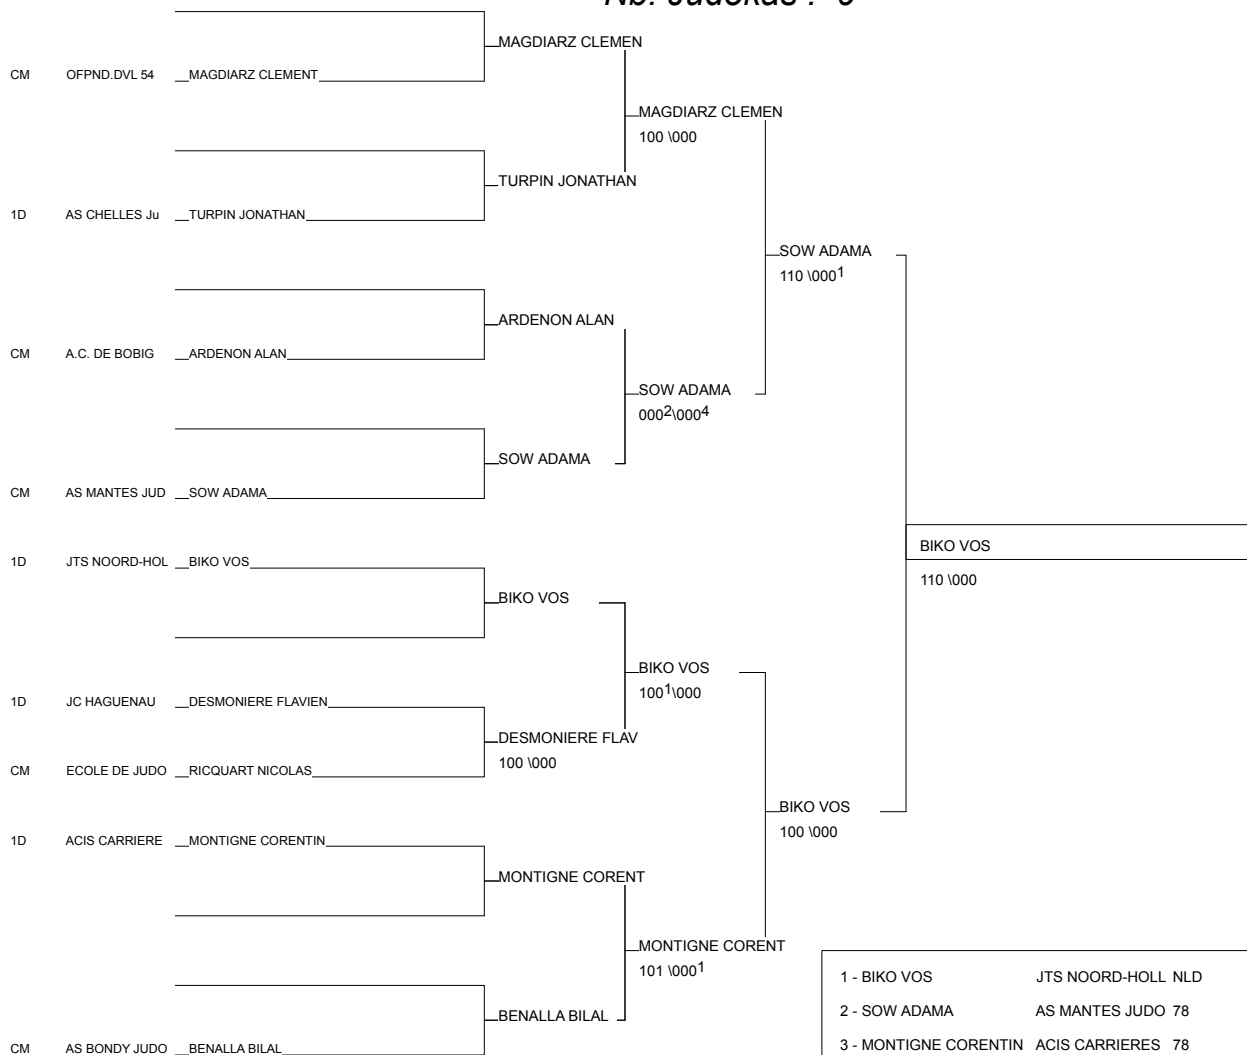 Nb. Judokas : 9
MAGDIARZ CLEMEN
CM OFPND.DVL 54 MAGDIARZ CLEMENT
MAGDIARZ CLEMEN
100 \000
TURPIN JONATHAN
1D AS CHELLES Ju TURPIN JONATHAN
SOW ADAMA
110 \000¹
ARDENON ALAN
CM A.C. DE BOBIG ARDENON ALAN
SOW ADAMA
000²\000⁴
SOW ADAMA
CM AS MANTES JUD SOW ADAMA
BIKO VOS
110 \000
1D JTS NOORD-HOL BIKO VOS
BIKO VOS
BIKO VOS
100¹\000
1D JC HAGUENAU DESMONIERE FLAVIEN
DESMONIERE FLAV
100 \000
CM ECOLE DE JUDO RICQUART NICOLAS
BIKO VOS
100 \000
1D ACIS CARRIERE MONTIGNE CORENTIN
MONTIGNE CORENT
MONTIGNE CORENT
101 \000¹
BENALLA BILAL
CM AS BONDY JUDO BENALLA BILAL
1 - BIKO VOS JTS NOORD-HOLL NLD
2 - SOW ADAMA AS MANTES JUDO 78
3 - MONTIGNE CORENTIN ACIS CARRIERES 78